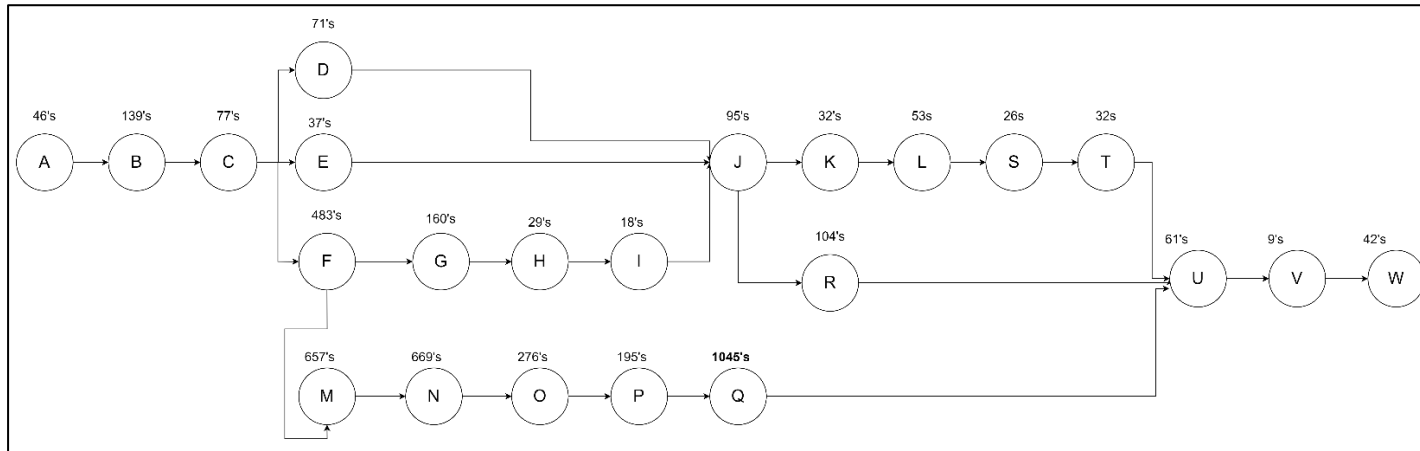 71's
D
46's 139's 77's 37's 95's 32's 53s 26s 32s
A B C E J K L S T
483's 160's 29's 18's 104's 61's 9's 42's
F G H I R U V W
657's 669's 276's 195's 1045's
M N O P Q